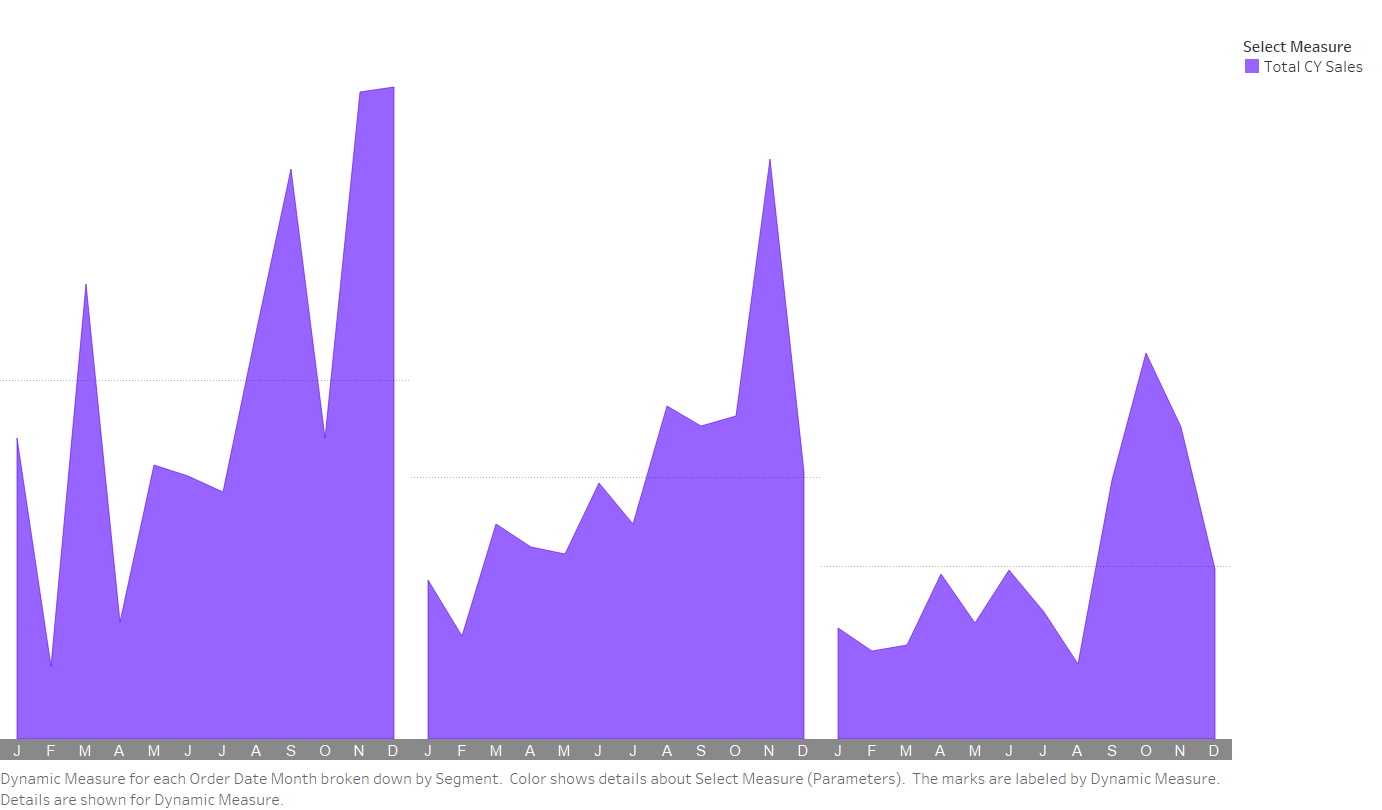 Select Measure
Total CY Sales
J F M A M J J A S O N D J F M A M J J A S O N D J F M A M J J A S O N D
Dynamic Measure for each Order Date Month broken down by Segment.  Color shows details about Select Measure (Parameters).  The marks are labeled by Dynamic Measure.
Details are shown for Dynamic Measure.